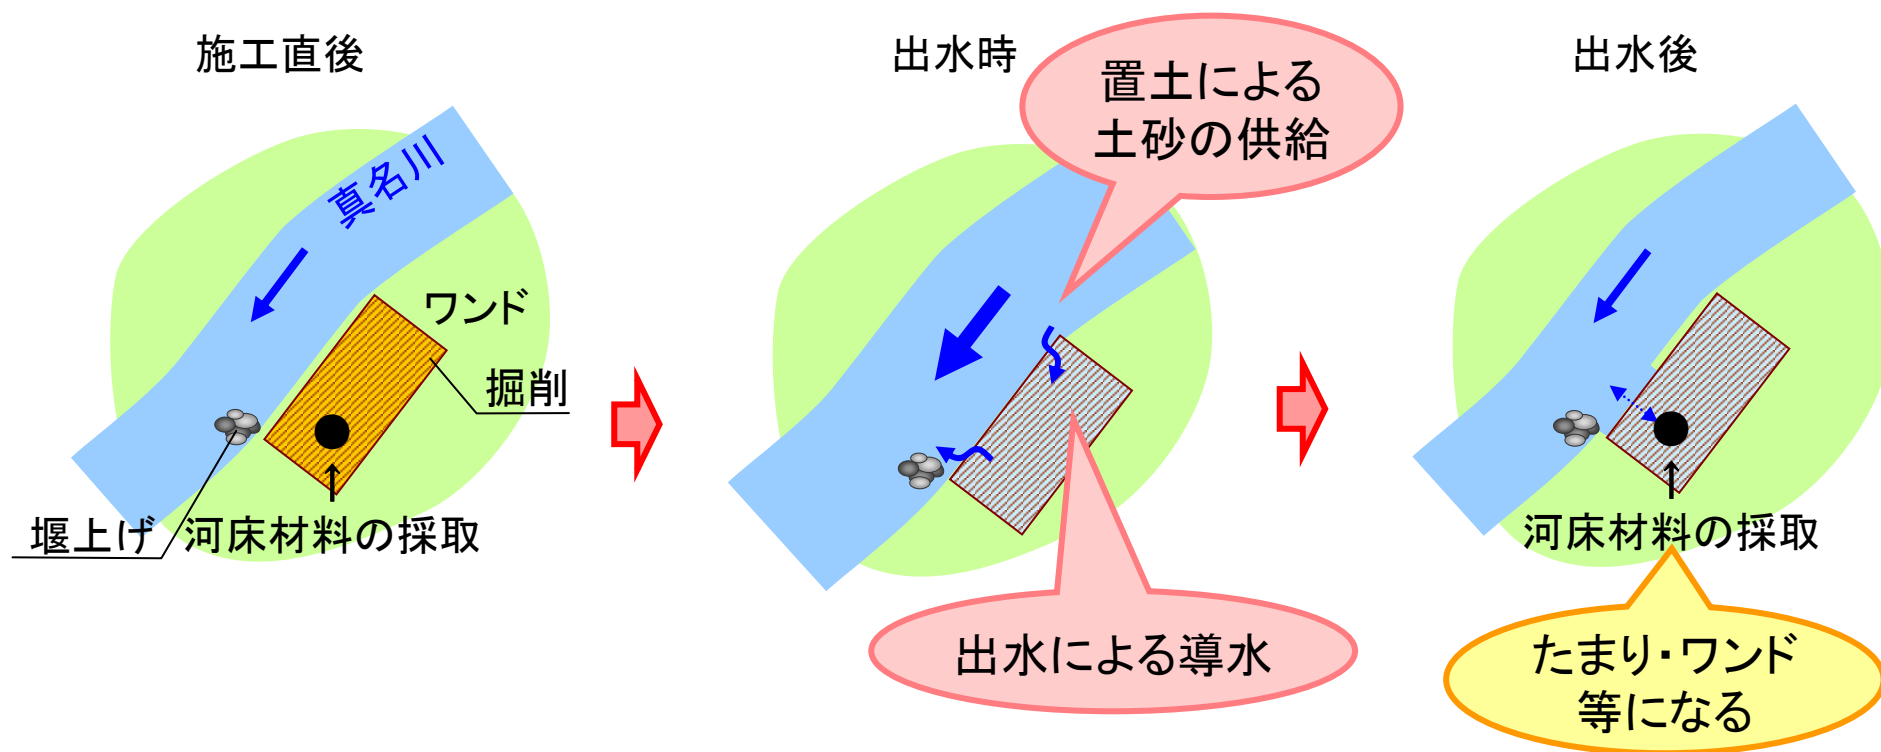 施工直後
真名川
ワンド
掘削
堰上げ
河床材料の採取
出水時
置土による
土砂の供給
出水による導水
出水後
河床材料の採取
たまり・ワンド
等になる